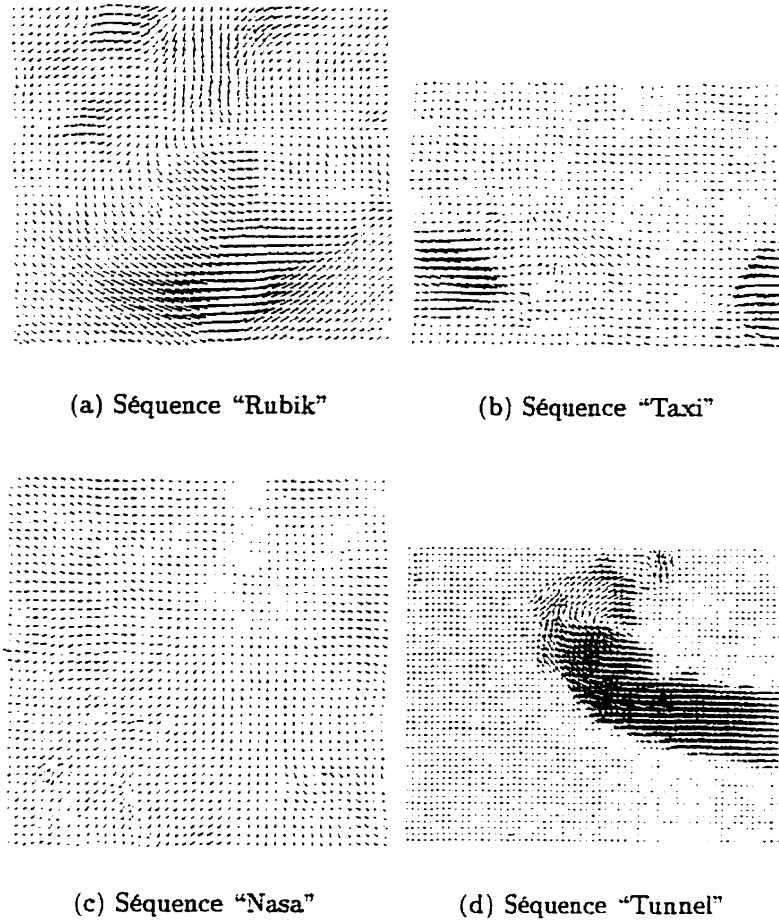 (a) Séquence “Rubik”
(b) Séquence “Taxi”
(c) Séquence “Nasa”
(d) Séquence “Tunnel”